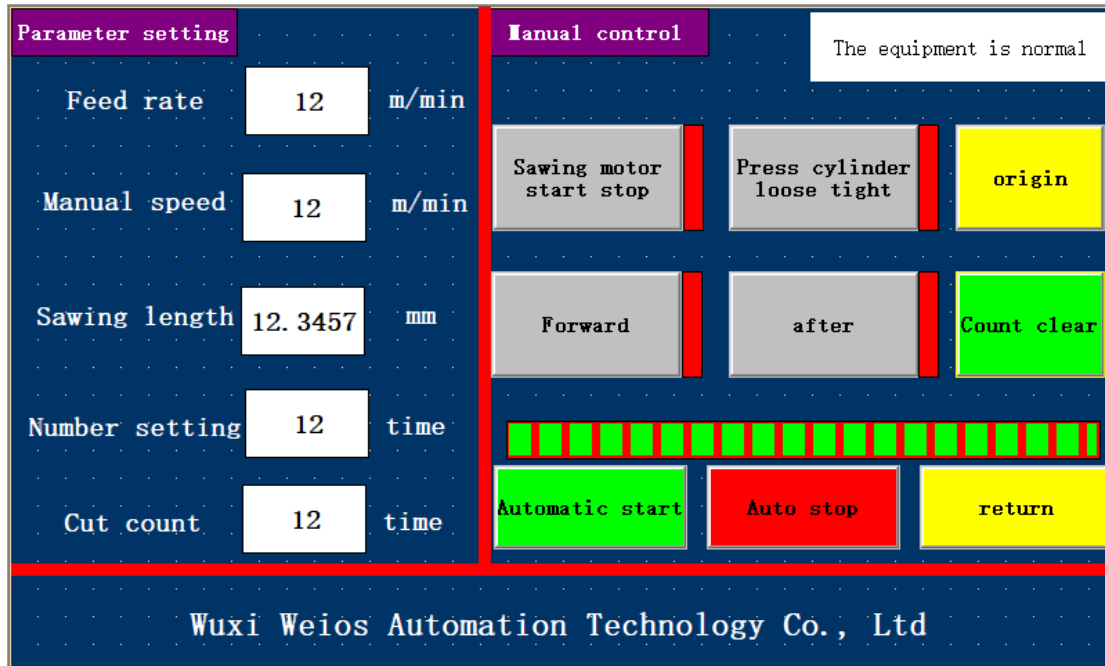 Parameter setting
Manual control
The equipment is normal
Feed rate 12 m/min
Manual speed 12 m/min
Sawing length 12.3457 mm
Number setting 12 time
Cut count 12 time
Sawing motor
start stop
Press cylinder
loose tight
origin
Forward
after
Count clear
Automatic start
Auto stop
return
Wuxi Weios Automation Technology Co., Ltd